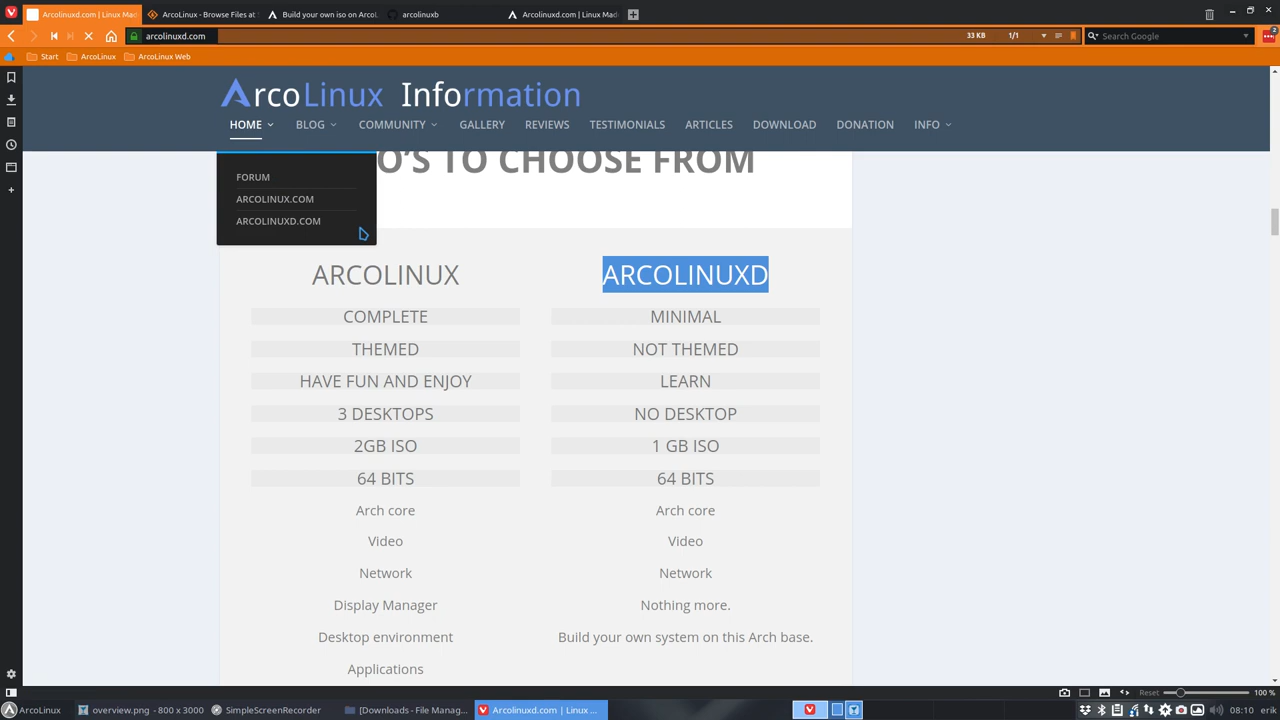 Arcolinuxd.com | Linux Mad
ArcoLinux - Browse Files at S
Build your own iso on ArcoL
arcolinuxb
Arcolinuxd.com | Linux Mad
arcolinuxd.com
33 KB
1/1
Search Google
2
Start
ArcoLinux
ArcoLinux Web
ArcoLinux Information
HOME
BLOG
COMMUNITY
GALLERY
REVIEWS
TESTIMONIALS
ARTICLES
DOWNLOAD
DONATION
INFO
O'S TO CHOOSE FROM
FORUM
ARCOLINUX.COM
ARCOLINUXD.COM
ARCOLINUX
ARCOLINUXD
COMPLETE
MINIMAL
THEMED
NOT THEMED
HAVE FUN AND ENJOY
LEARN
3 DESKTOPS
NO DESKTOP
2GB ISO
1 GB ISO
64 BITS
64 BITS
Arch core
Arch core
Video
Video
Network
Network
Display Manager
Nothing more.
Desktop environment
Build your own system on this Arch base.
Applications
Reset
100 %
ArcoLinux
overview.png - 800 x 3000
SimpleScreenRecorder
[Downloads - File Manag...
Arcolinuxd.com | Linux ...
08:10
erik